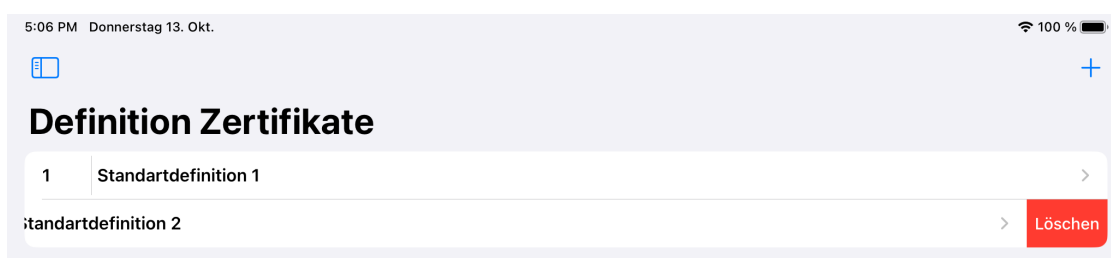 5:06 PM Donnerstag 13. Okt. 100 %
Definition Zertifikate
1 Standartdefinition 1
tandartdefinition 2 Löschen